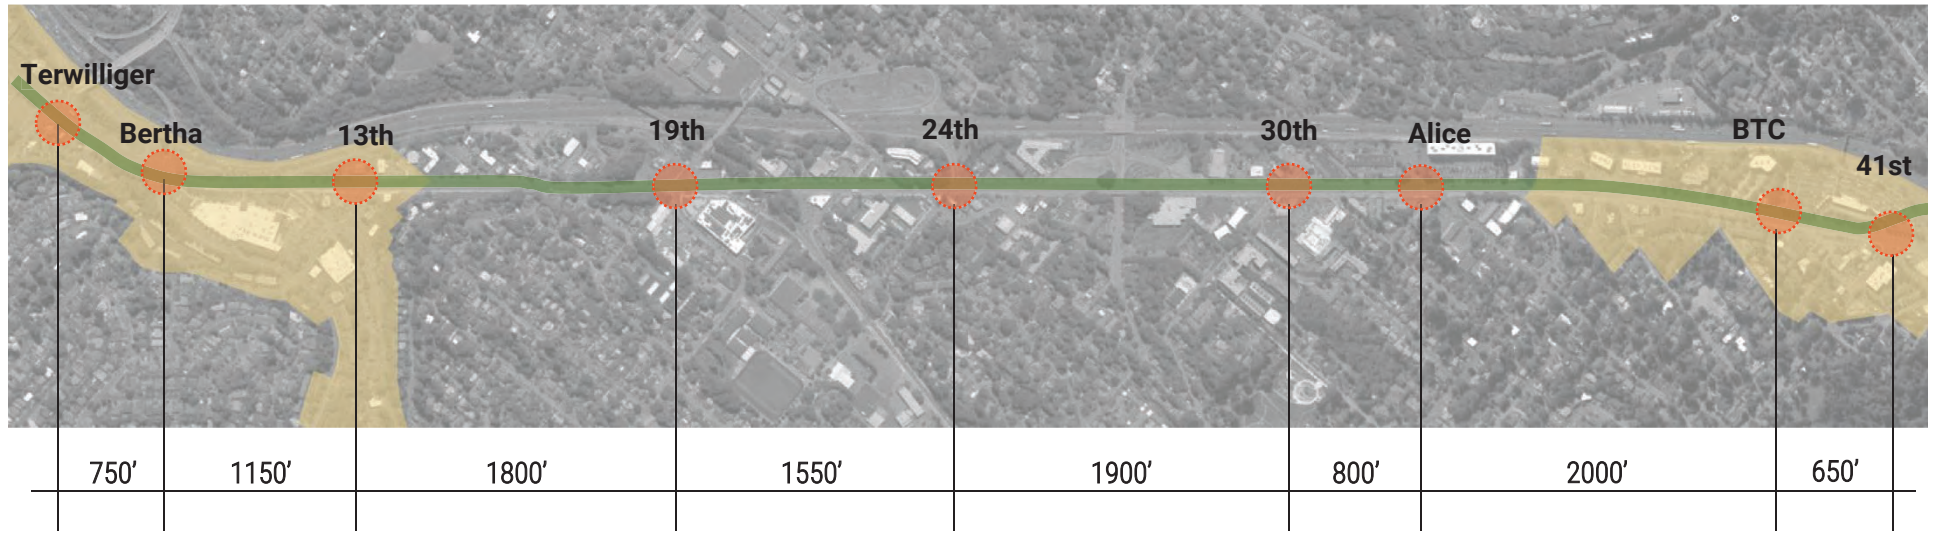 Terwilliger
Bertha
13th
19th
24th
30th
Alice
BTC
41st
750’
1150’
1800’
1550’
1900’
800’
2000’
650’